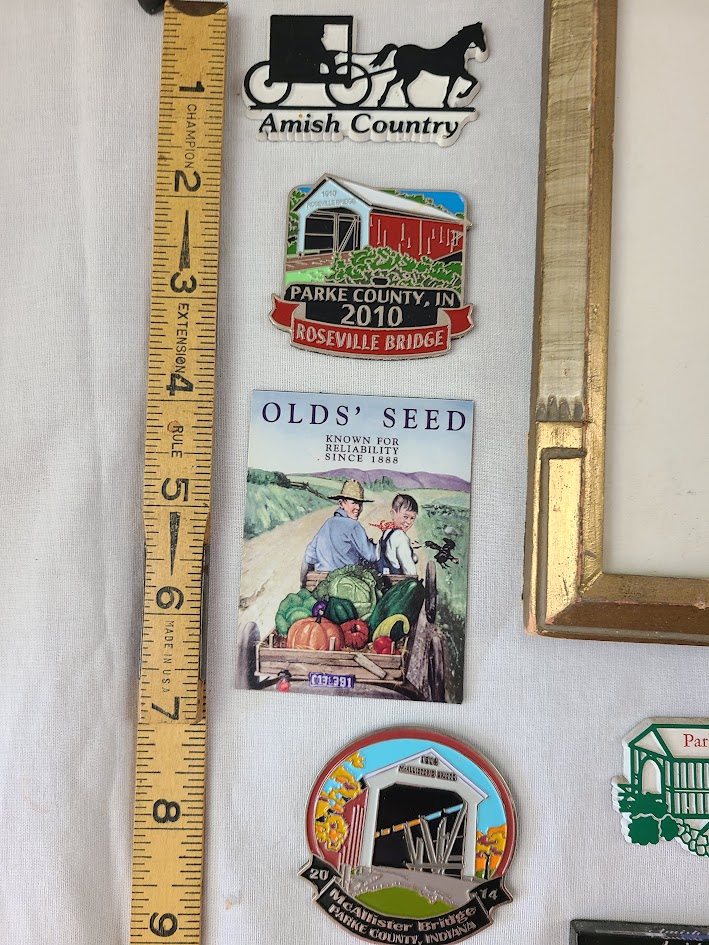 1
CHAMPION
2
3
EXTENSION
4
RULE
5
6
MADE IN U.S.A
7
8
9
Amish Country
1910
ROSEVILLE BRIDGE
PARKE COUNTY, IN
2010
ROSEVILLE BRIDGE
OLDS' SEED
KNOWN FOR
RELIABILITY
SINCE 1888
20 14
McAllister Bridge
PARKE COUNTY, INDIANA
Par